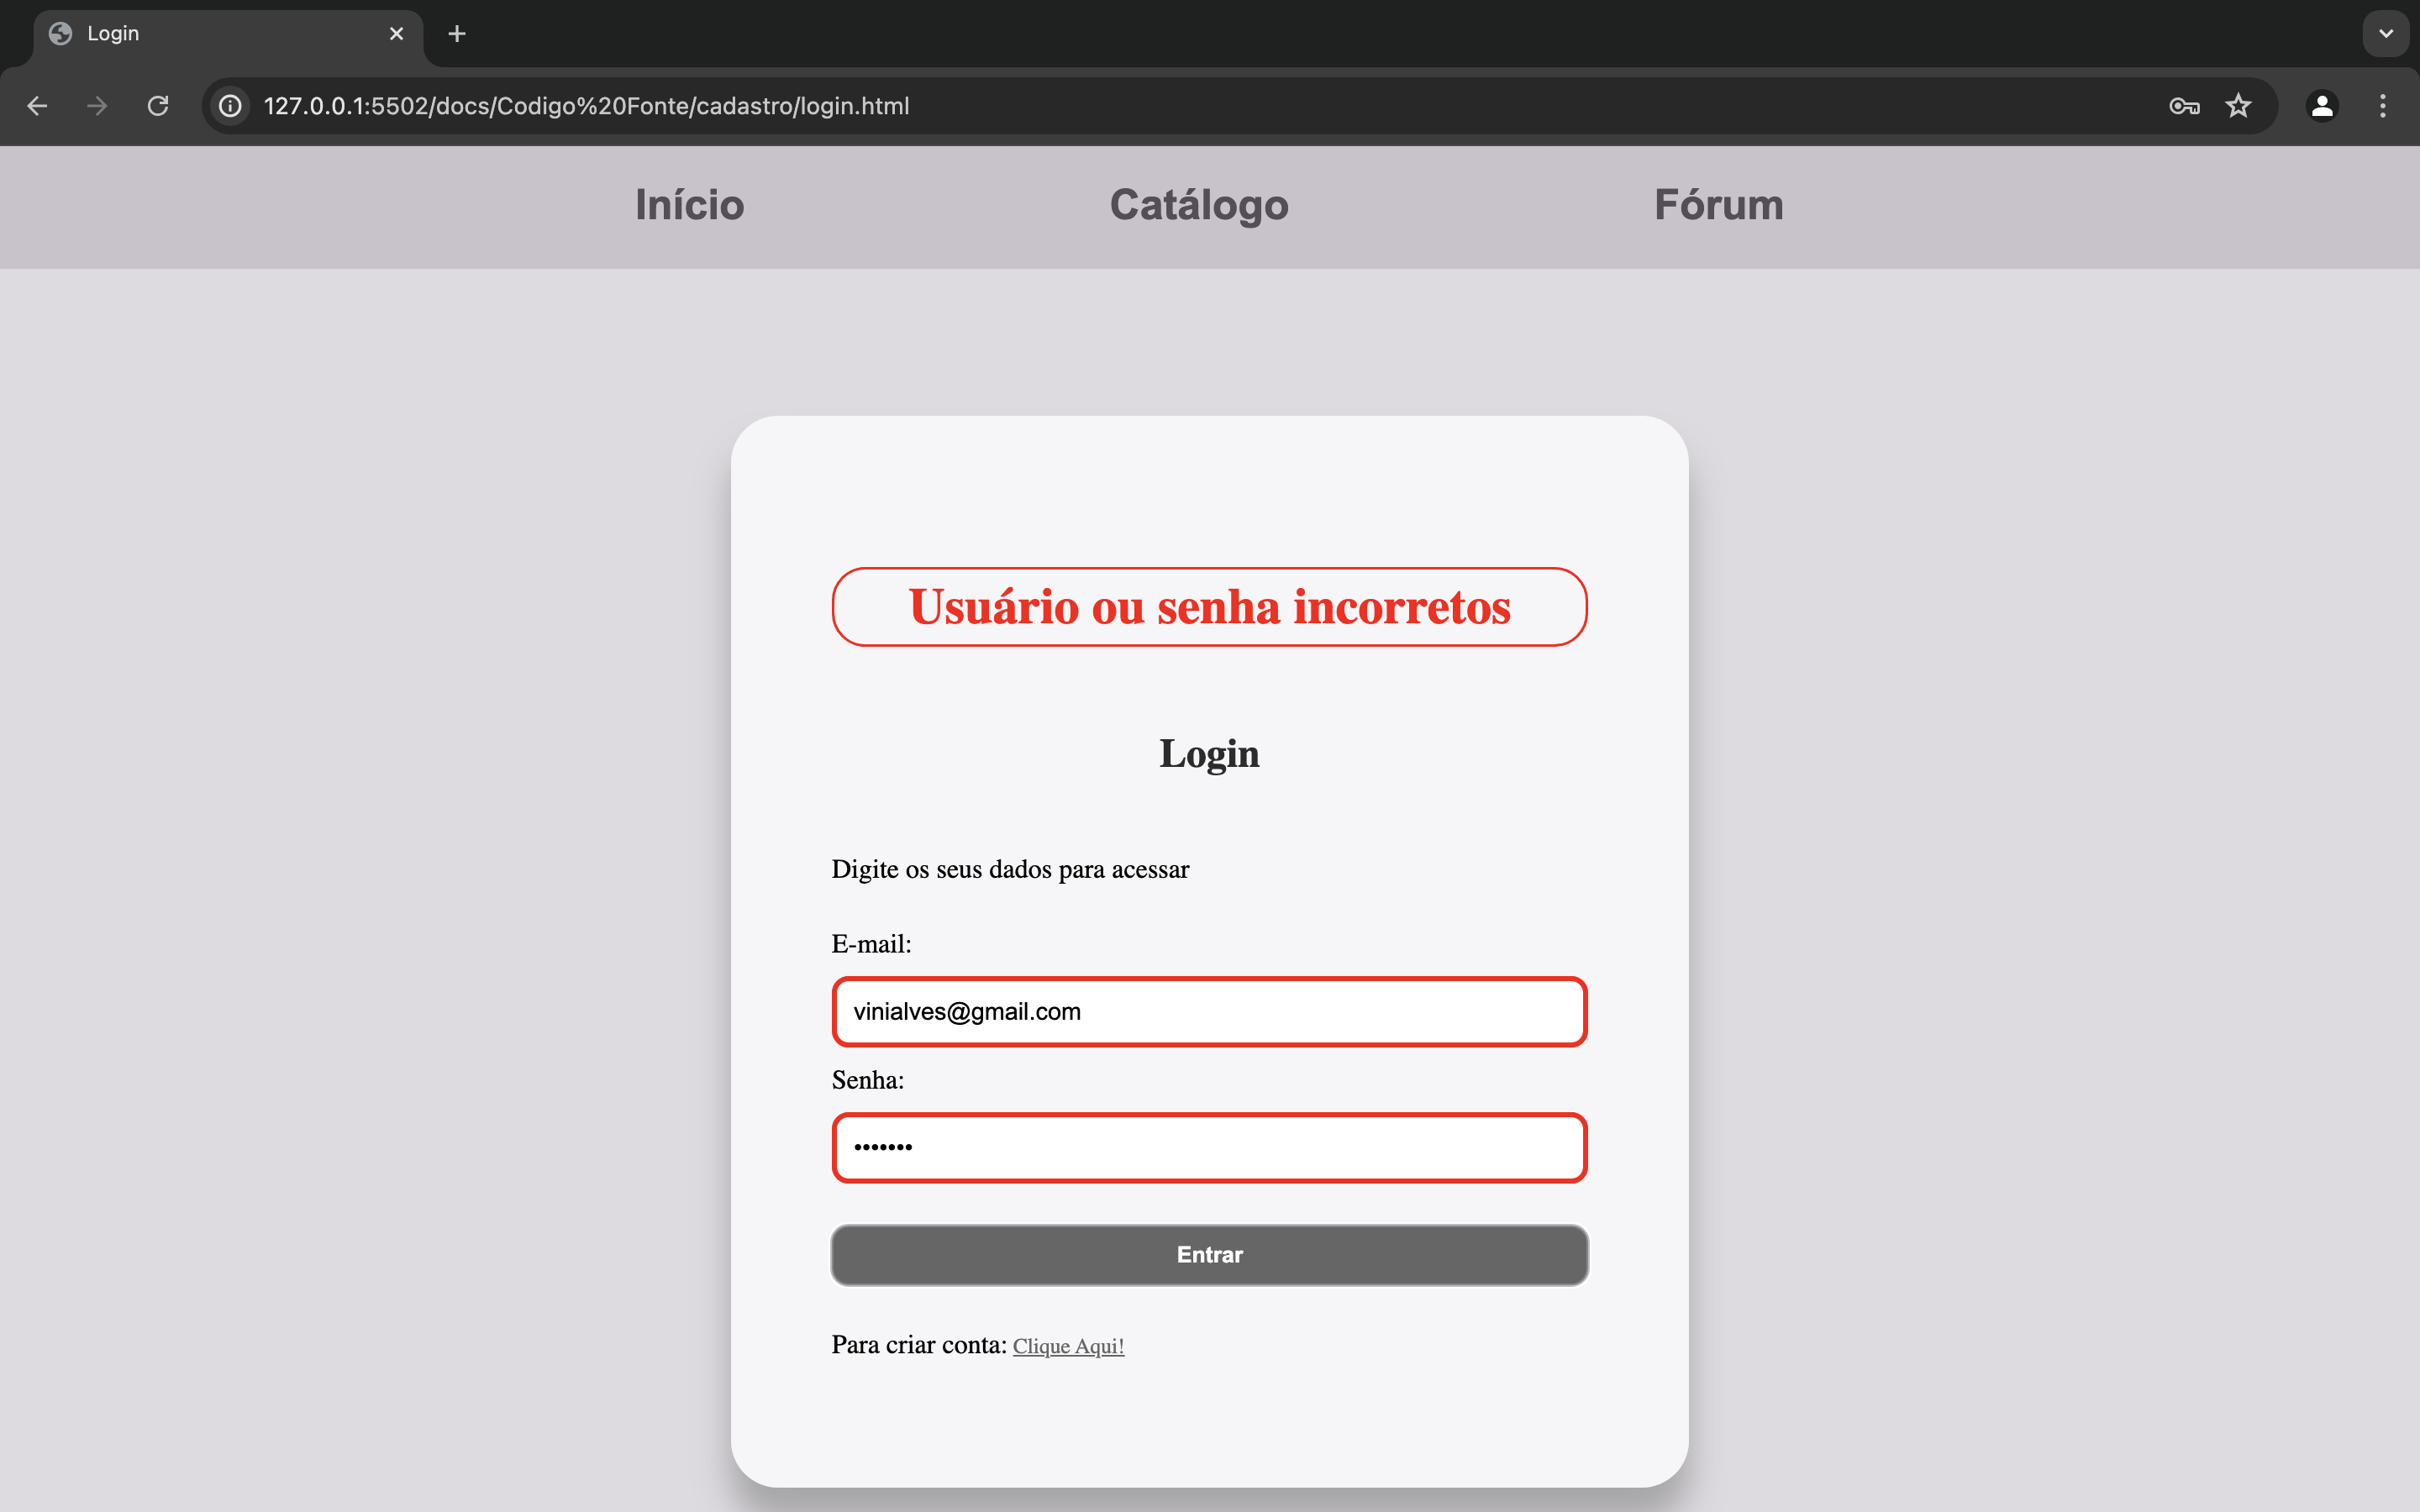 Login
127.0.0.1:5502/docs/Codigo%20Fonte/cadastro/login.html
Início Catálogo Fórum
Usuário ou senha incorretos
Login
Digite os seus dados para acessar
E-mail:
vinialves@gmail.com
Senha:
•••••••
Entrar
Para criar conta: Clique Aqui!